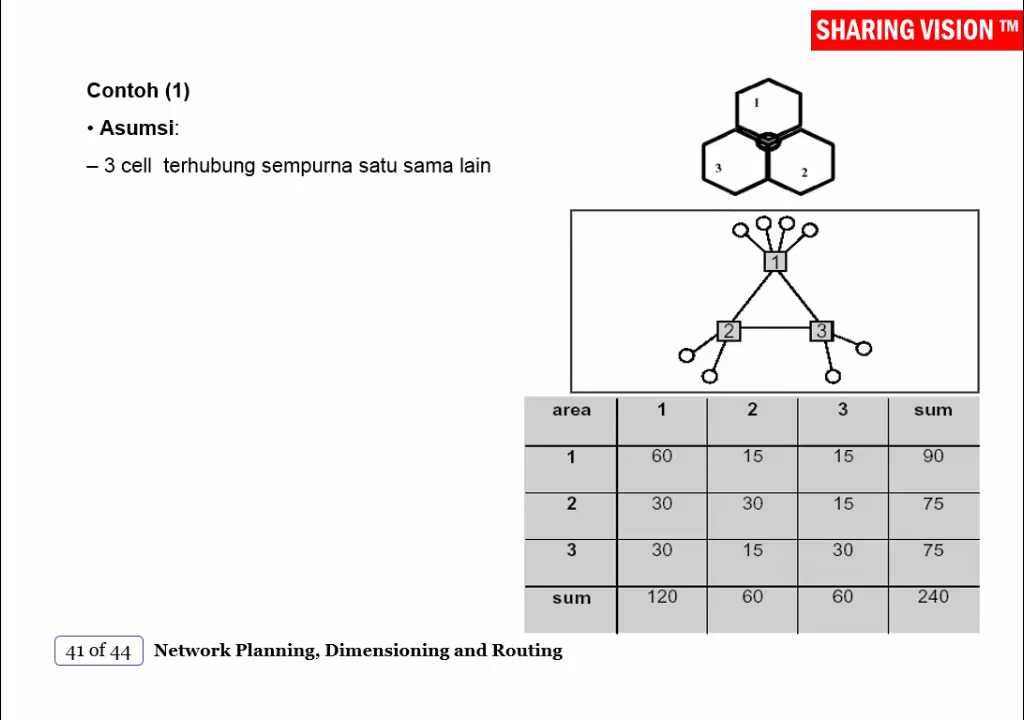 SHARING VISION ™
Contoh (1)
• Asumsi:
– 3 cell terhubung sempurna satu sama lain
1
3
2
1
2
3
area 1 2 3 sum
1 60 15 15 90
2 30 30 15 75
3 30 15 30 75
sum 120 60 60 240
41 of 44 Network Planning, Dimensioning and Routing